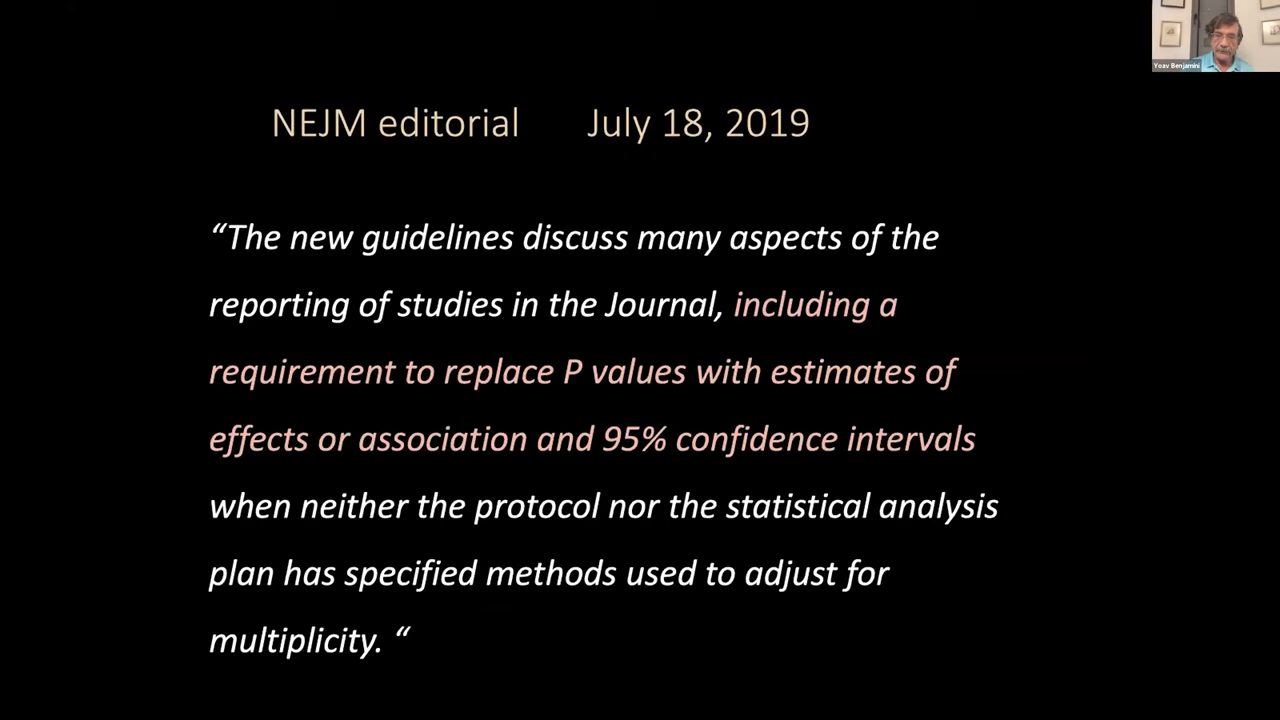 Yoav Benjamini
NEJM editorial July 18, 2019
“The new guidelines discuss many aspects of the
reporting of studies in the Journal, including a
requirement to replace P values with estimates of
effects or association and 95% confidence intervals
when neither the protocol nor the statistical analysis
plan has specified methods used to adjust for
multiplicity. “